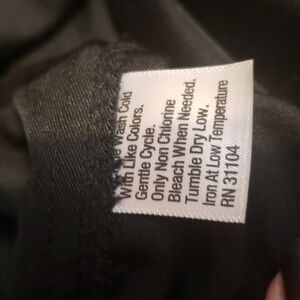 Wash Cold
With Like Colors.
Gentle Cycle.
Only Non Chlorine
Bleach When Needed.
Tumble Dry Low.
Iron At Low Temperature
RN 31104